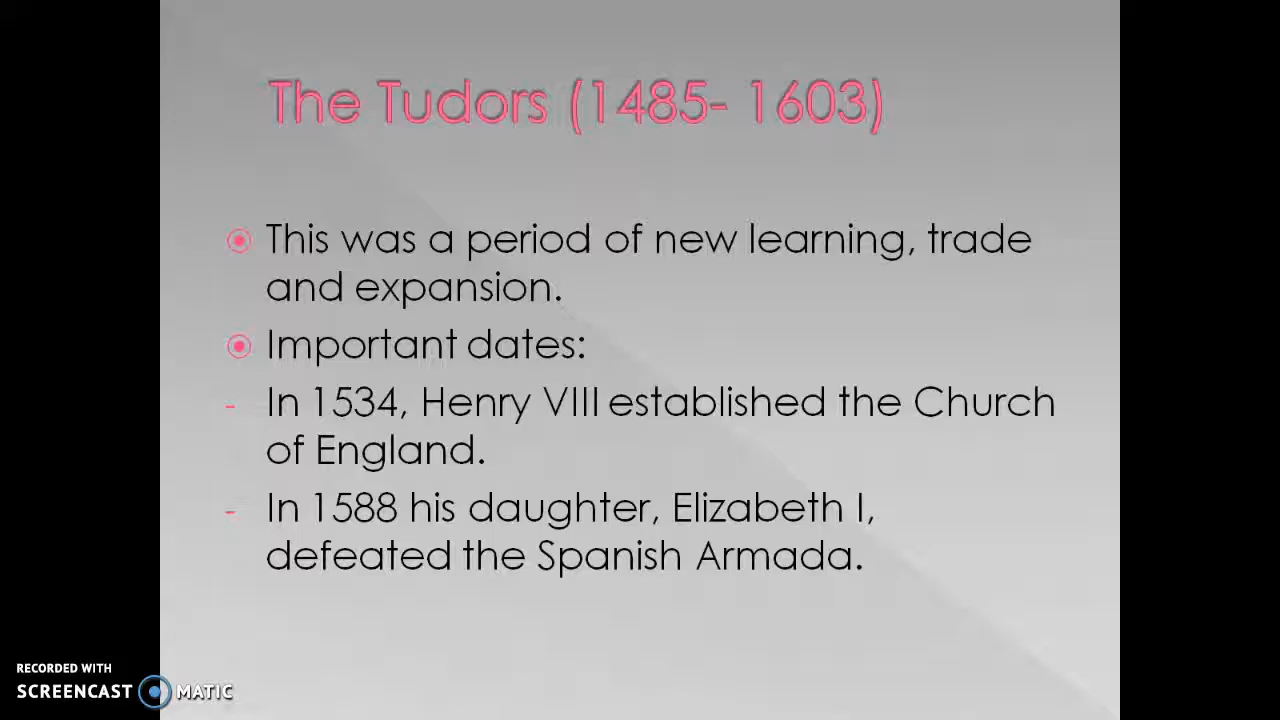 The Tudors (1485- 1603)
This was a period of new learning, trade
and expansion.
Important dates:
- In 1534, Henry VIII established the Church
of England.
- In 1588 his daughter, Elizabeth I,
defeated the Spanish Armada.
RECORDED WITH
SCREENCAST MATIC